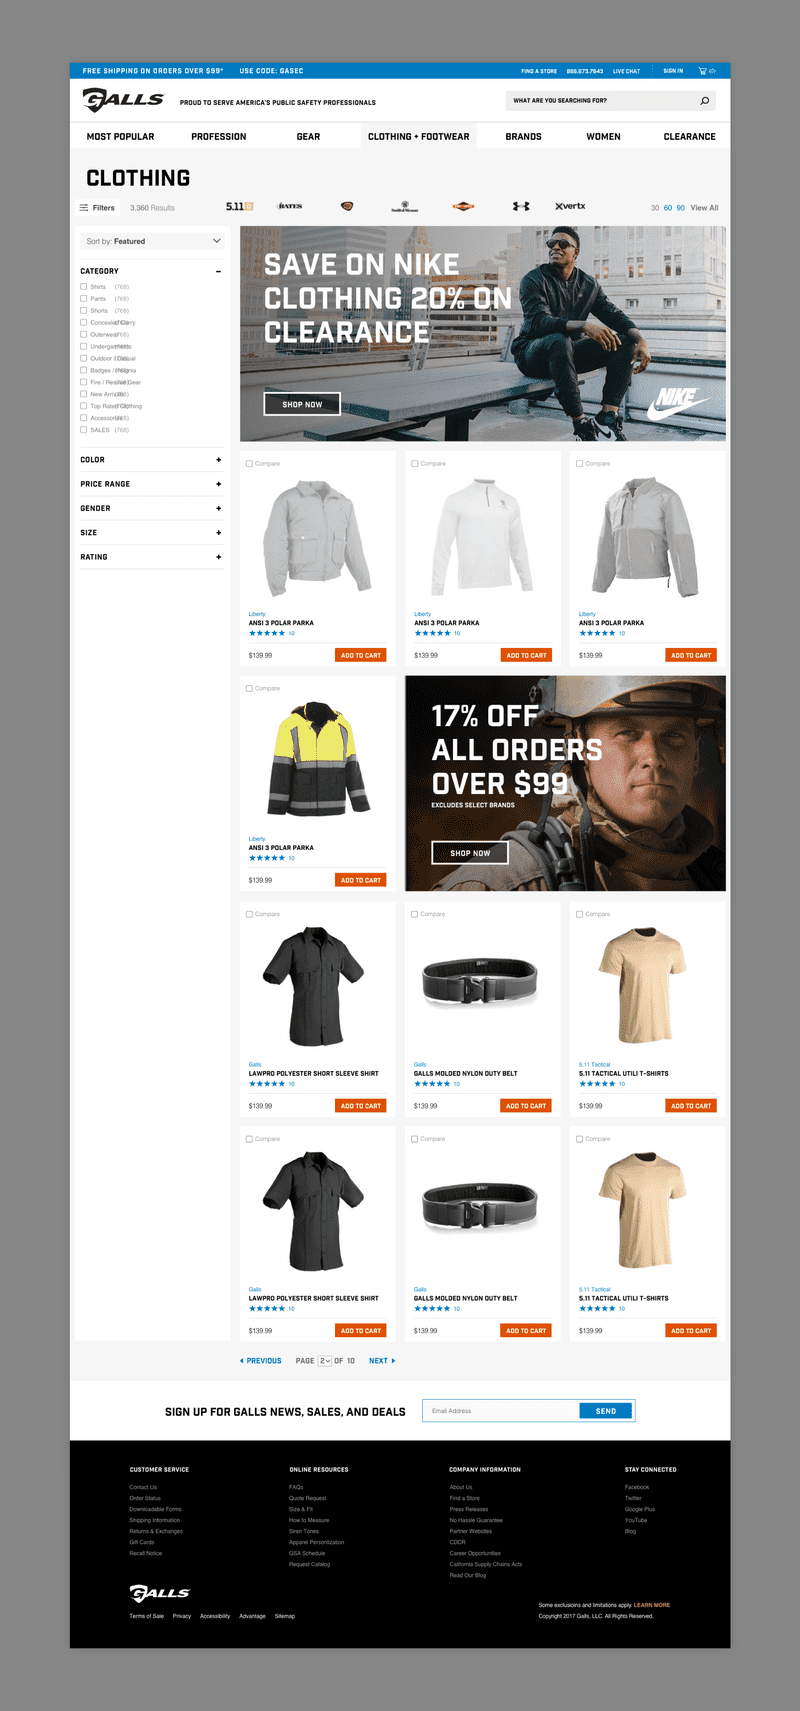 FREE SHIPPING ON ORDERS OVER $99* USE CODE: GASEC FIND A STORE 866.673.7643 LIVE CHAT SIGN IN
GALLS PROUD TO SERVE AMERICA'S PUBLIC SAFETY PROFESSIONALS WHAT ARE YOU SEARCHING FOR?
MOST POPULAR PROFESSION GEAR CLOTHING + FOOTWEAR BRANDS WOMEN CLEARANCE
CLOTHING
Filters 3,360 Results 5.11 BATES Smith & Wesson vertx 30 60 90 View All
Sort by: Featured
CATEGORY
Shirts (768)
Pants (768)
Shorts (768)
Concealed Carry
Outerwear (768)
Undergarments
Outdoor / Casual
Badges / Insignia
Fire / Rescue Gear
New Arrivals (768)
Top Rated Clothing
Accessories (768)
SALES (768)
COLOR
PRICE RANGE
GENDER
SIZE
RATING
SAVE ON NIKE
CLOTHING 20% ON
CLEARANCE
SHOP NOW
NIKE
Compare Compare Compare
Liberty Liberty Liberty
ANSI 3 POLAR PARKA ANSI 3 POLAR PARKA ANSI 3 POLAR PARKA
10 10 10
$139.99 ADD TO CART $139.99 ADD TO CART $139.99 ADD TO CART
Compare
Liberty
ANSI 3 POLAR PARKA
10
$139.99 ADD TO CART
17% OFF
ALL ORDERS
OVER $99
EXCLUDES SELECT BRANDS
SHOP NOW
Compare Compare Compare
Galls Galls 5.11 Tactical
LAWPRO POLYESTER SHORT SLEEVE SHIRT GALLS MOLDED NYLON DUTY BELT 5.11 TACTICAL UTILI T-SHIRTS
10 10 10
$139.99 ADD TO CART $139.99 ADD TO CART $139.99 ADD TO CART
Compare Compare Compare
Galls Galls 5.11 Tactical
LAWPRO POLYESTER SHORT SLEEVE SHIRT GALLS MOLDED NYLON DUTY BELT 5.11 TACTICAL UTILI T-SHIRTS
10 10 10
$139.99 ADD TO CART $139.99 ADD TO CART $139.99 ADD TO CART
PREVIOUS PAGE 2 OF 10 NEXT
SIGN UP FOR GALLS NEWS, SALES, AND DEALS Email Address SEND
CUSTOMER SERVICE
Contact Us
Order Status
Downloadable Forms
Shipping Information
Returns & Exchanges
Gift Cards
Recall Notice
ONLINE RESOURCES
FAQs
Quote Request
Size & Fit
How to Measure
Siren Tones
Apparel Personlization
GSA Schedule
Request Catalog
COMPANY INFORMATION
About Us
Find a Store
Press Releases
No Hassle Guarantee
Partner Websites
CDCR
Career Opportunities
California Supply Chains Acts
Read Our Blog
STAY CONNECTED
Facebook
Twitter
Google Plus
YouTube
Blog
GALLS
Terms of Sale Privacy Accessibility Advantage Sitemap
Some exclusioins and limitations apply. LEARN MORE
Copyright 2017 Galls, LLC. All Rights Reserved.